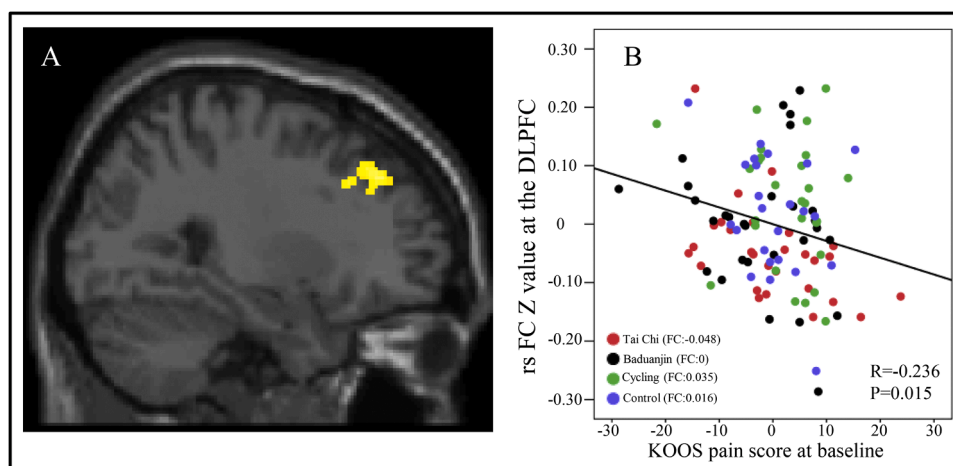 A
B
rs FC Z value at the DLPFC
0.30
0.20
0.10
0
-0.10
-0.20
-0.30
Tai Chi (FC:-0.048)
Baduanjin (FC:0)
Cycling (FC:0.035)
Control (FC:0.016)
R=-0.236
P=0.015
-30 -20 -10 0 10 20 30
KOOS pain score at baseline